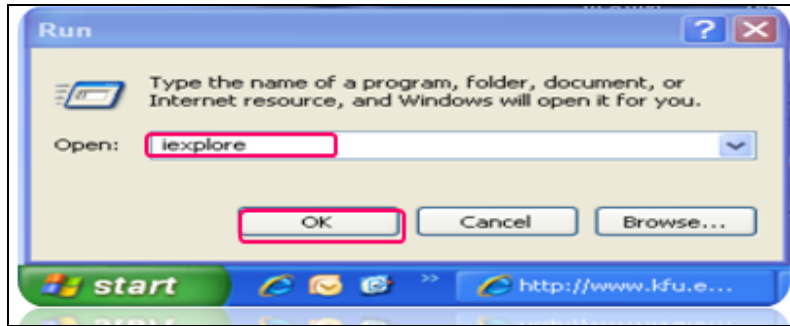 Run
Type the name of a program, folder, document, or
Internet resource, and Windows will open it for you.
Open: iexplore
OK Cancel Browse...
start http://www.kfu.e...